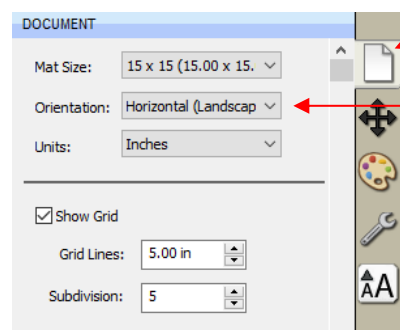 DOCUMENT
Mat Size: 15 x 15 (15.00 x 15.
Orientation: Horizontal (Landscap
Units: Inches
Show Grid
Grid Lines: 5.00 in
Subdivision: 5
AA